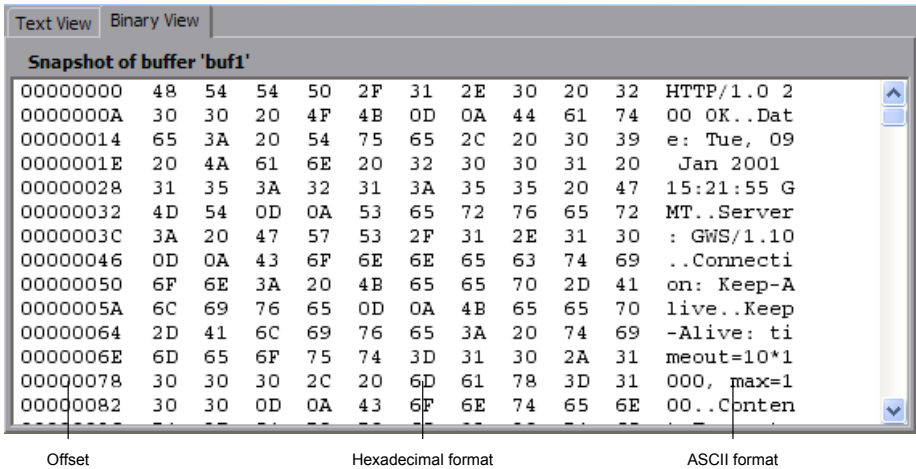 Text View Binary View
Snapshot of buffer 'buf1'
00000000 48 54 54 50 2F 31 2E 30 20 32 HTTP/1.0 2
0000000A 30 30 20 4F 4B 0D 0A 44 61 74 00 OK..Dat
00000014 65 3A 20 54 75 65 2C 20 30 39 e: Tue, 09
0000001E 20 4A 61 6E 20 32 30 30 31 20 Jan 2001
00000028 31 35 3A 32 31 3A 35 35 20 47 15:21:55 G
00000032 4D 54 0D 0A 53 65 72 76 65 72 MT..Server
0000003C 3A 20 47 57 53 2F 31 2E 31 30 : GWS/1.10
00000046 0D 0A 43 6F 6E 6E 65 63 74 69 ..Connecti
00000050 6F 6E 3A 20 4B 65 65 70 2D 41 on: Keep-A
0000005A 6C 69 76 65 0D 0A 4B 65 65 70 live..Keep
00000064 2D 41 6C 69 76 65 3A 20 74 69 -Alive: ti
0000006E 6D 65 6F 75 74 3D 31 30 2A 31 meout=10*1
00000078 30 30 30 2C 20 6D 61 78 3D 31 000, max=1
00000082 30 30 0D 0A 43 6F 6E 74 65 6E 00..Conten
Offset Hexadecimal format ASCII format